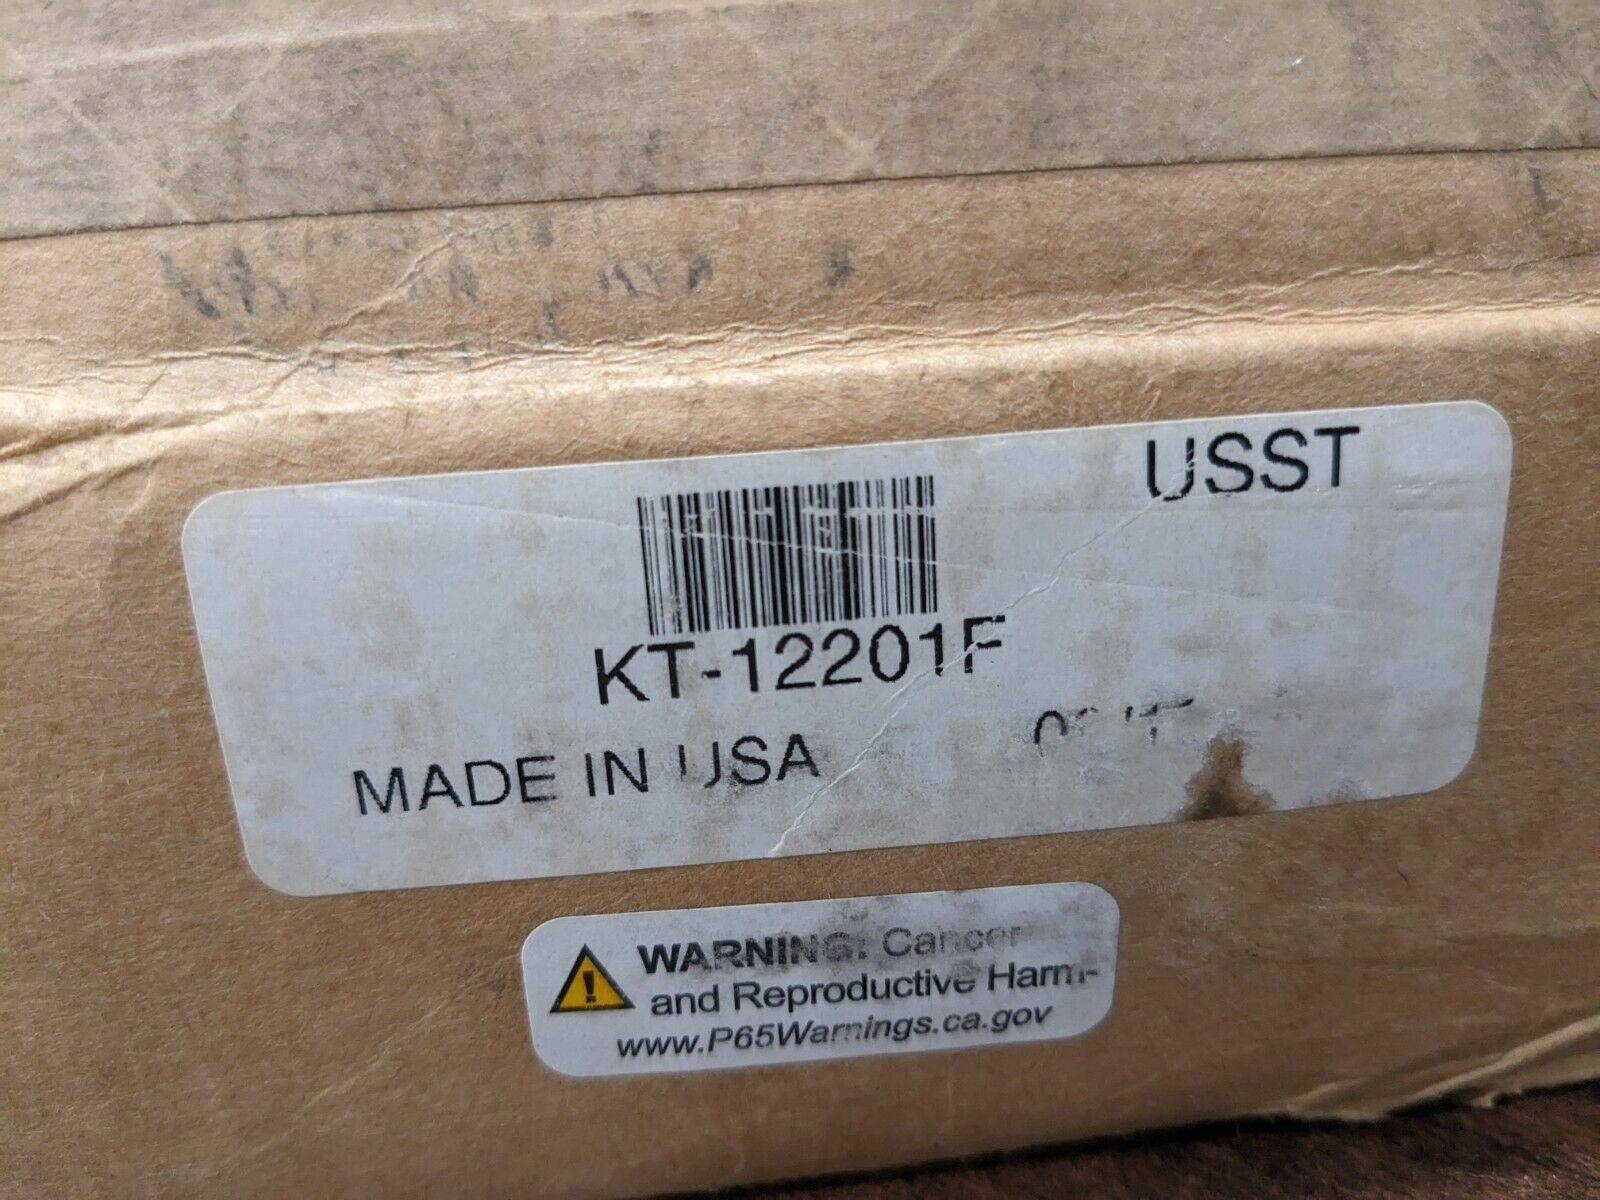 USST
KT-12201F
MADE IN USA
WARNING: Cancer
and Reproductive Harm-
www.P65Warnings.ca.gov